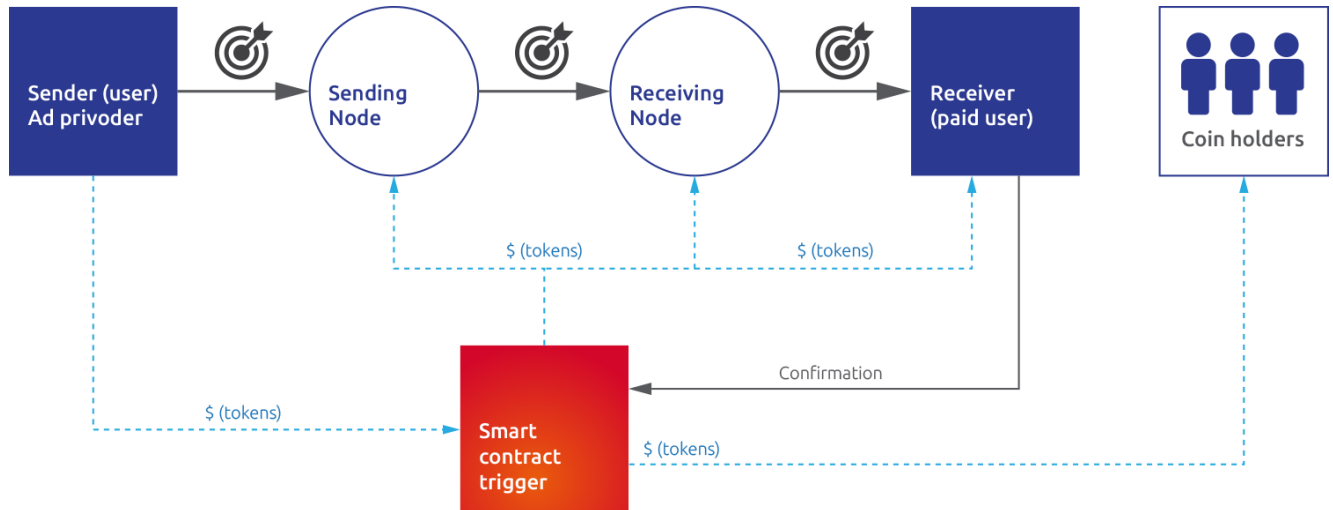 Sender (user)
Ad privoder
Sending
Node
Receiving
Node
Receiver
(paid user)
Coin holders
$ (tokens)
$ (tokens)
Confirmation
$ (tokens)
Smart
contract
trigger
$ (tokens)